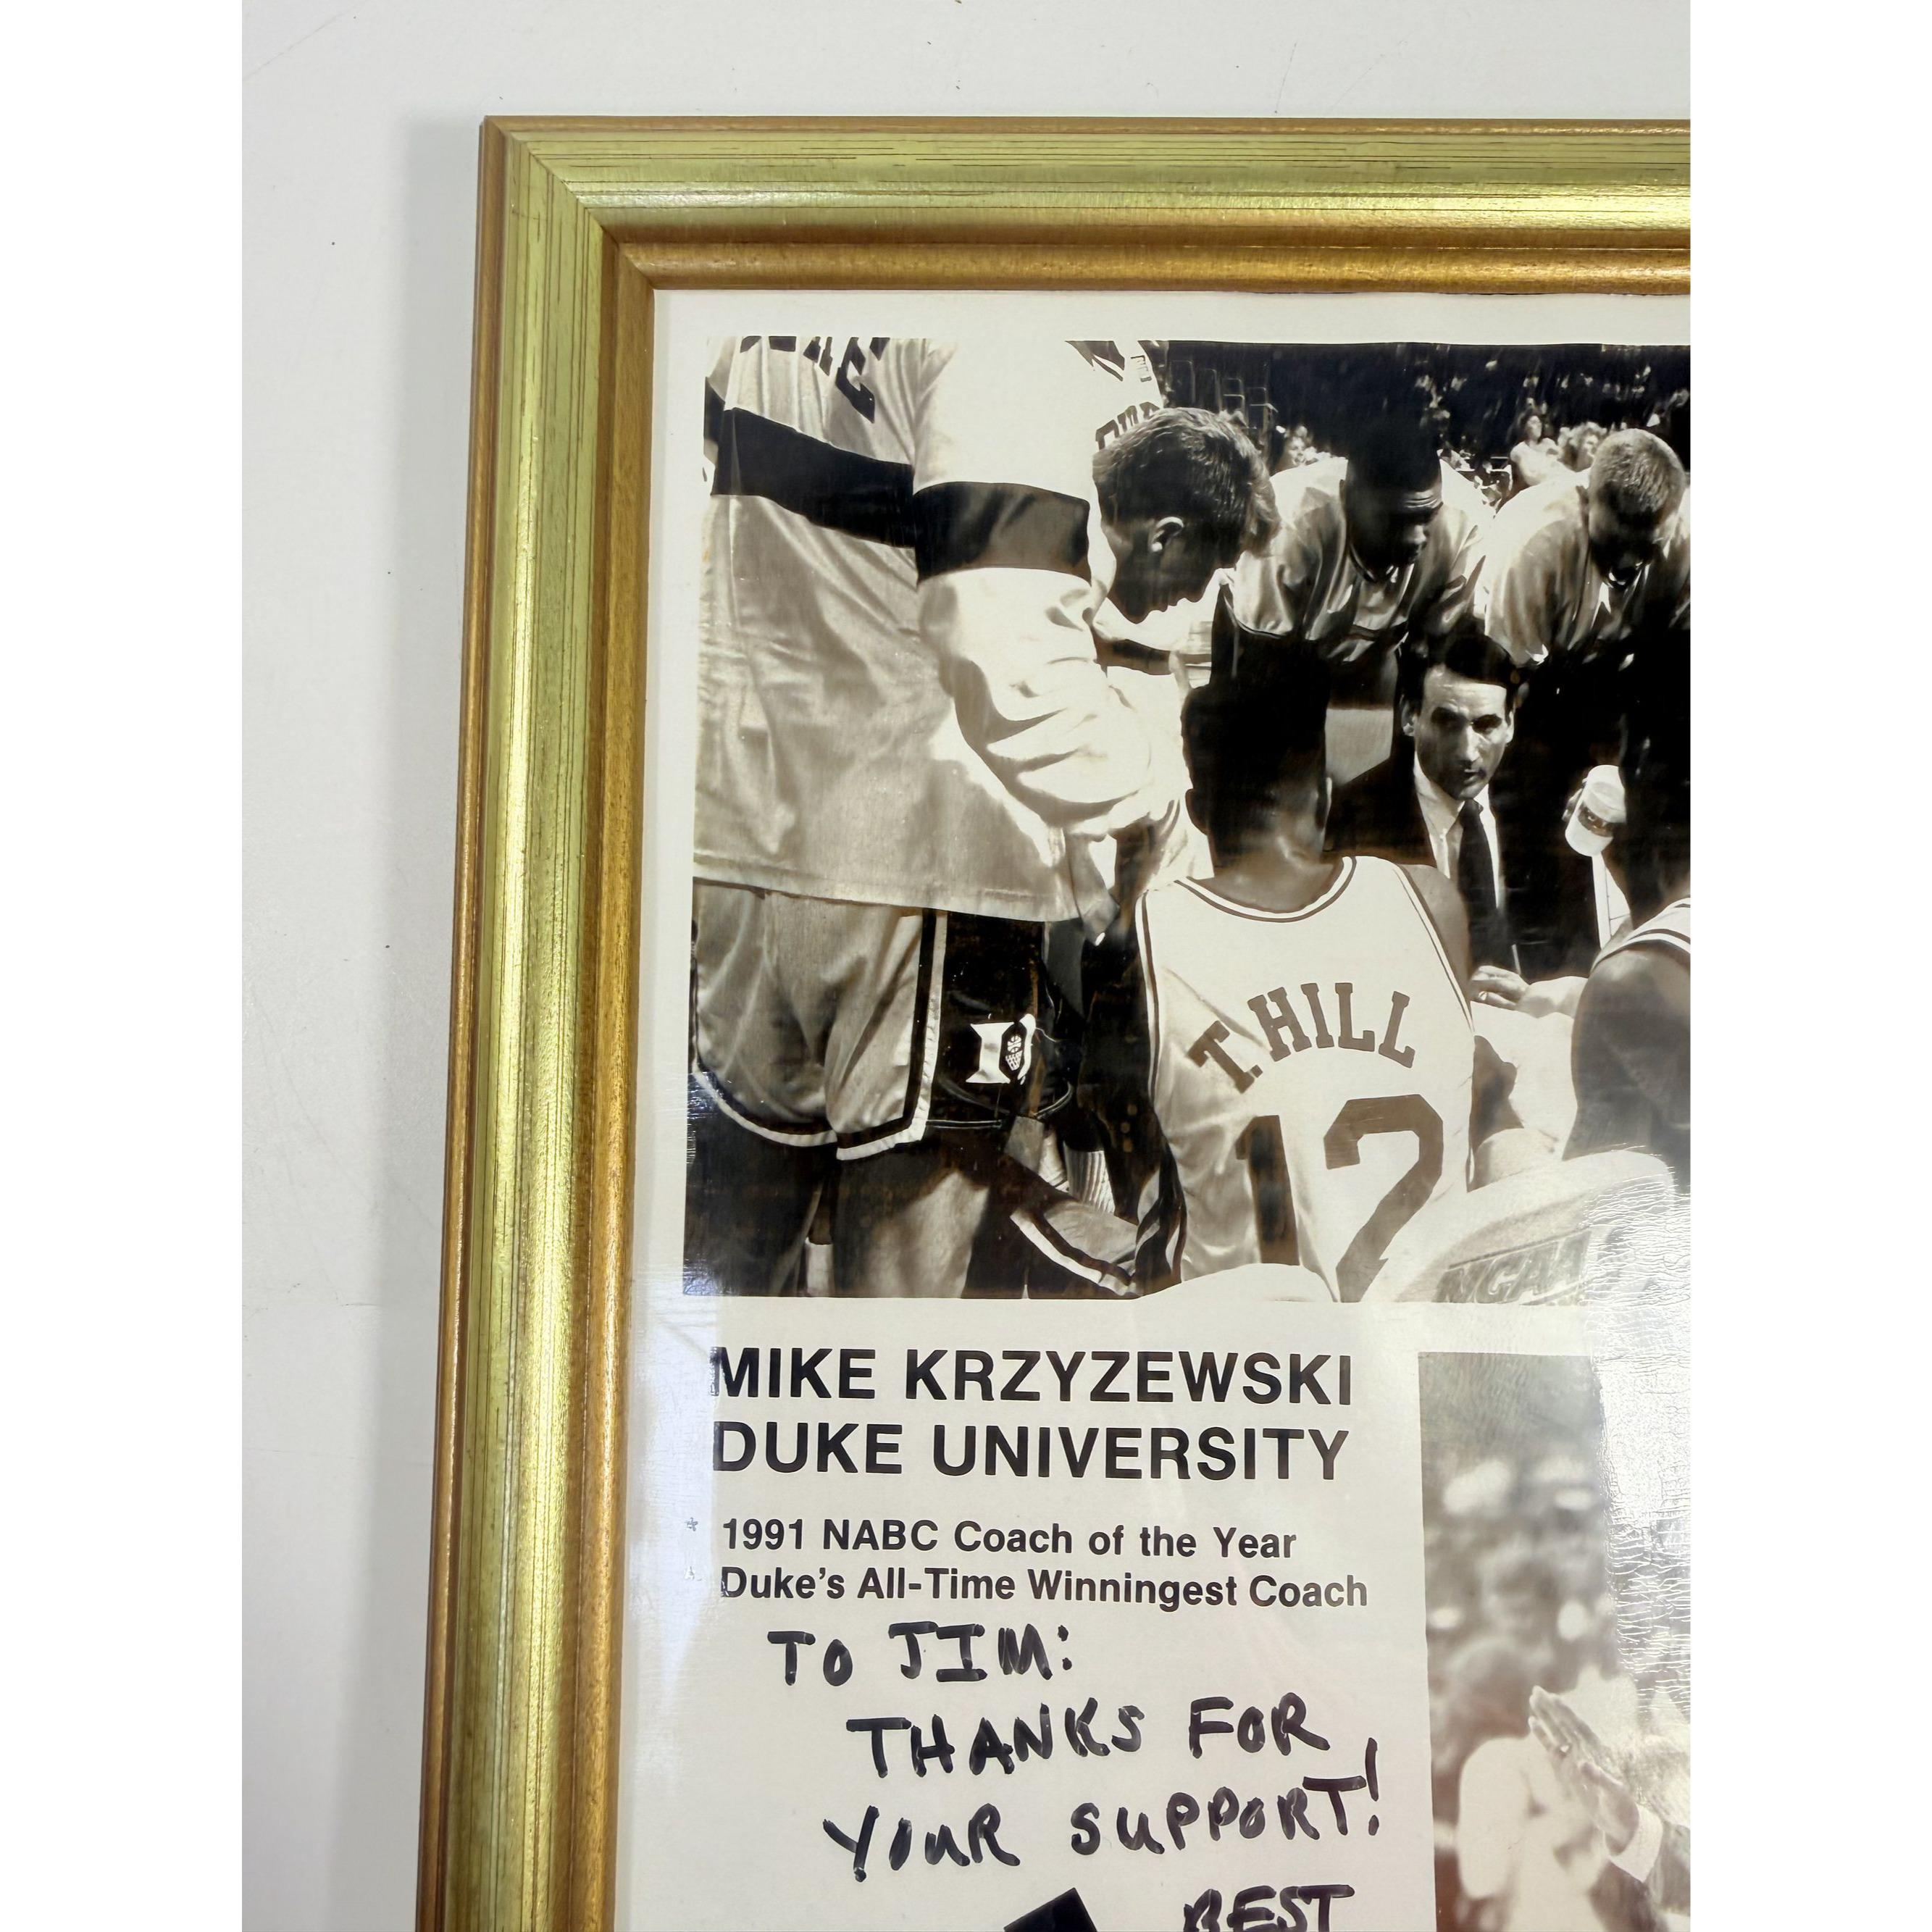 T. HILL
12
MIKE KRZYZEWSKI
DUKE UNIVERSITY
* 1991 NABC Coach of the Year
Duke's All-Time Winningest Coach
TO JIM:
THANKS FOR
YOUR SUPPORT!
BEST